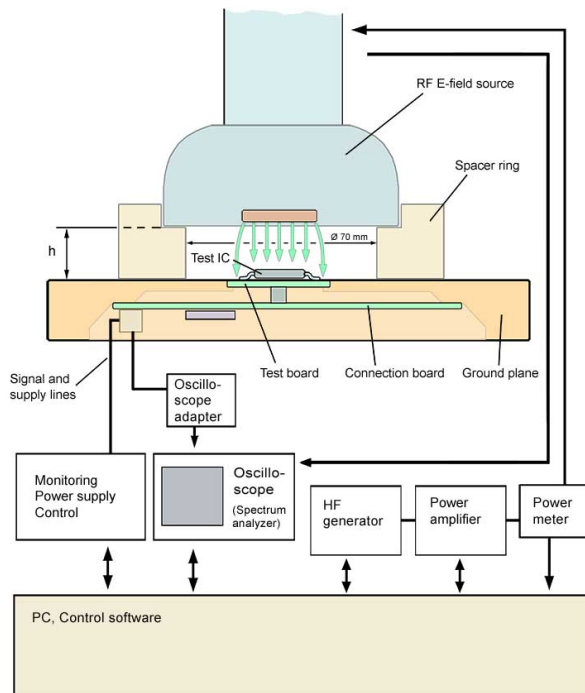 RF E-field source
Spacer ring
h
Ø 70 mm
Test IC
Signal and
supply lines
Test board
Connection board
Ground plane
Oscillo-
scope
adapter
Monitoring
Power supply
Control
Oscillo-
scope
(Spectrum
analyzer)
HF
generator
Power
amplifier
Power
meter
PC, Control software